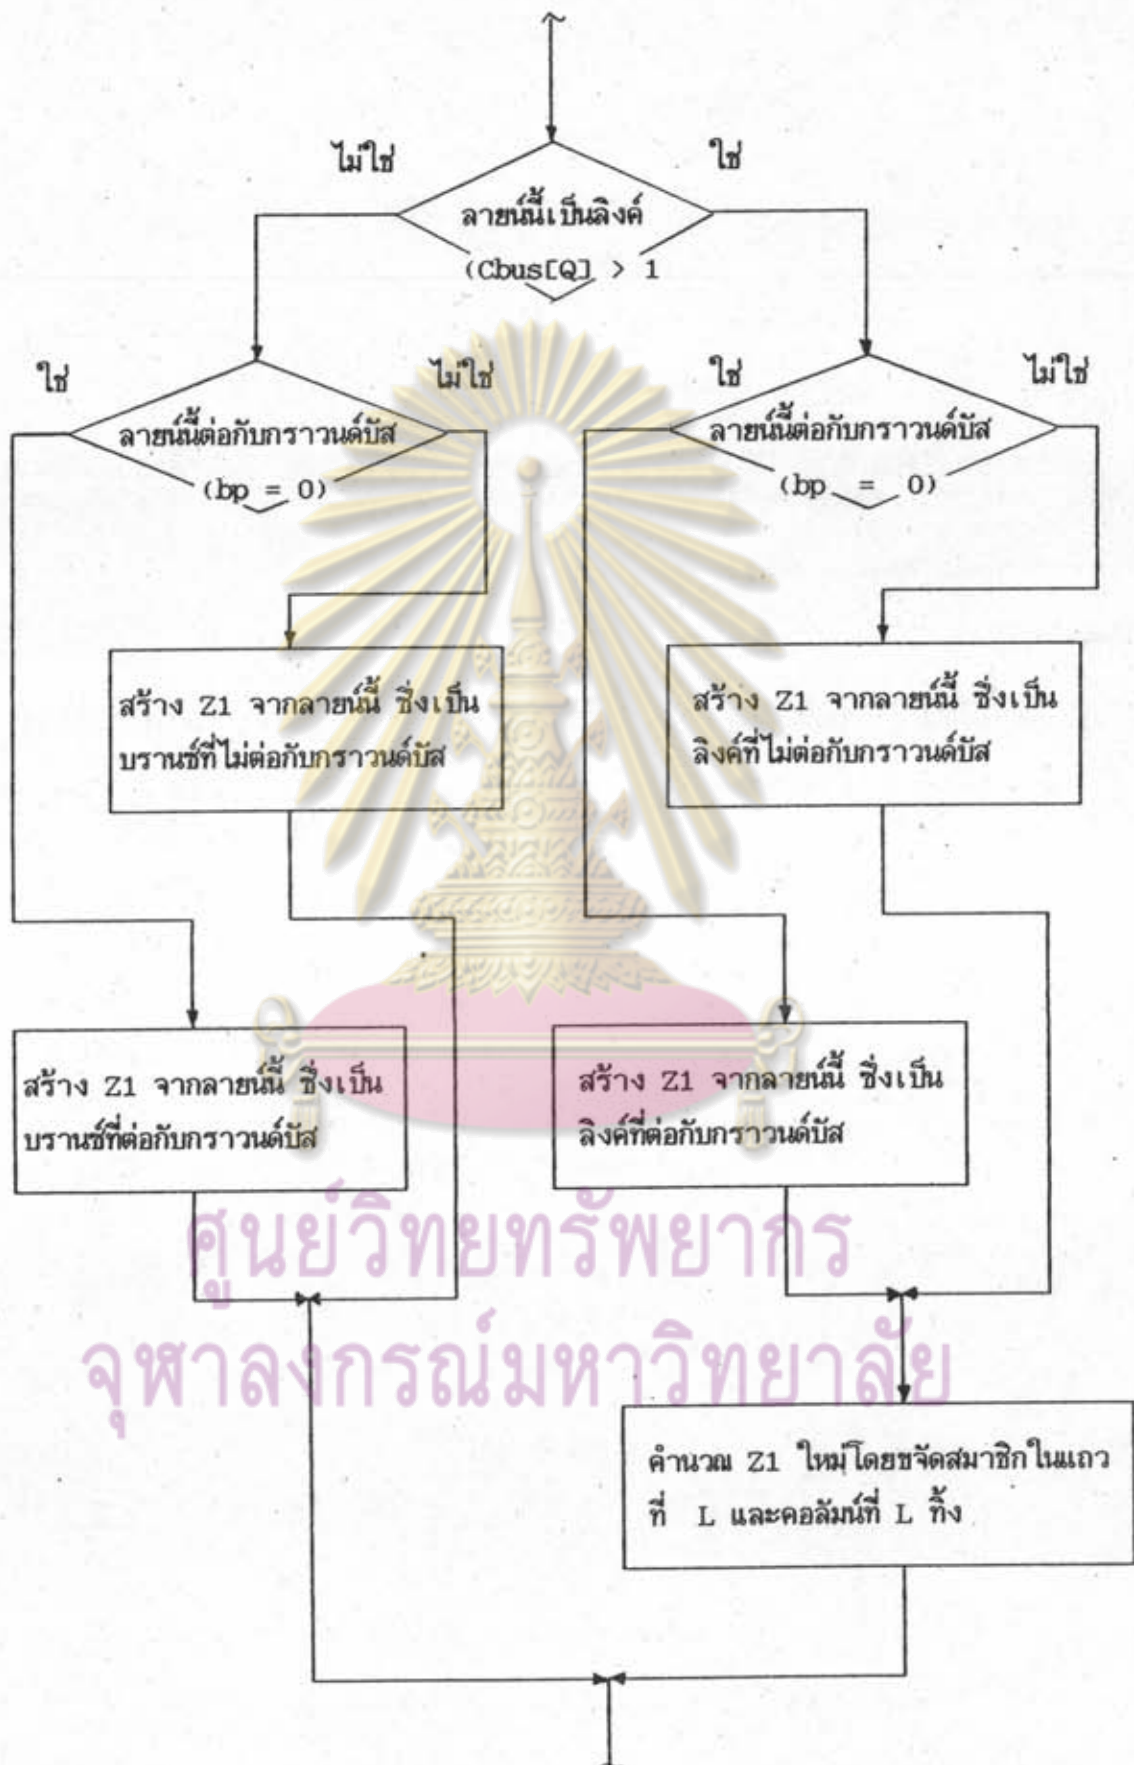 ไม่ใช่
ใช่
ลายน์นี้เป็นลิงค์
(Cbus[Q] > 1
ใช่
ไม่ใช่
ใช่
ไม่ใช่
ลายน์นี้ต่อกับกราวนด์บัส
(bp = 0)
ลายน์นี้ต่อกับกราวนด์บัส
(bp = 0)
สร้าง Z1 จากลายน์นี้ ซึ่งเป็น
บรานซ์ที่ไม่ต่อกับกราวนด์บัส
สร้าง Z1 จากลายน์นี้ ซึ่งเป็น
ลิงค์ที่ไม่ต่อกับกราวนด์บัส
สร้าง Z1 จากลายน์นี้ ซึ่งเป็น
บรานซ์ที่ต่อกับกราวนด์บัส
สร้าง Z1 จากลายน์นี้ ซึ่งเป็น
ลิงค์ที่ต่อกับกราวนด์บัส
ศูนย์วิทยทรัพยากร
จุฬาลงกรณ์มหาวิทยาลัย
คำนวณ Z1 ใหม่โดยขจัดสมาชิกในแถว
ที่ L และคอลัมน์ที่ L ทิ้ง